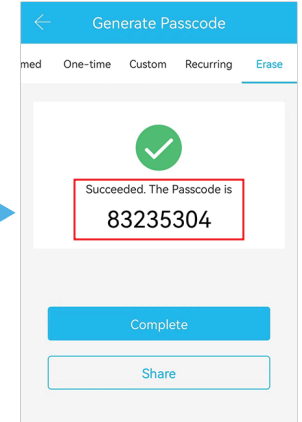 Generate Passcode
med One-time Custom Recurring Erase
Succeeded. The Passcode is
83235304
Complete
Share